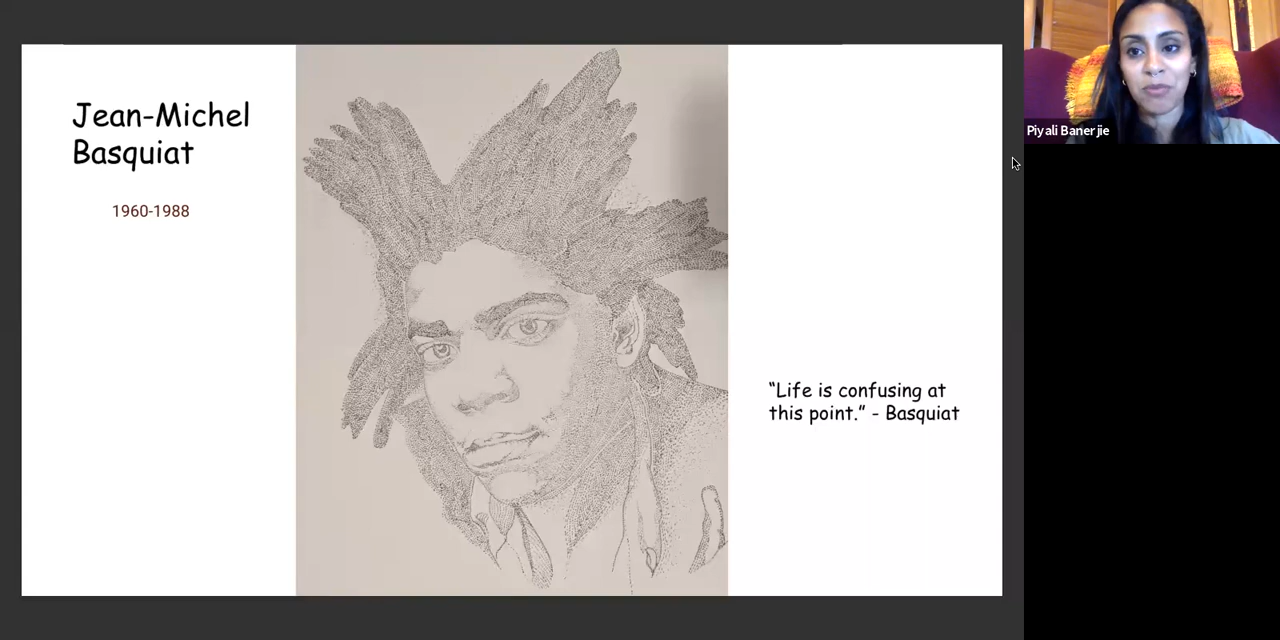 Jean-Michel
Basquiat
1960-1988
“Life is confusing at
this point.” - Basquiat
Piyali Banerjie